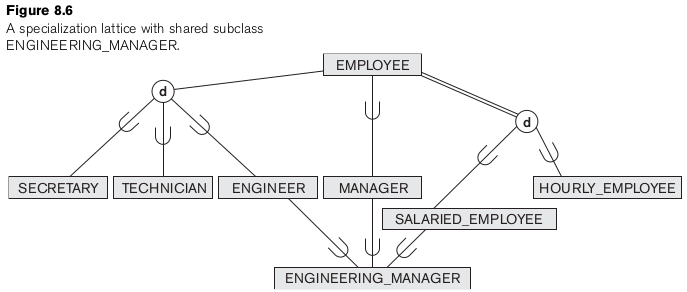 Figure 8.6
A specialization lattice with shared subclass
ENGINEERING_MANAGER.
EMPLOYEE
d
d
SECRETARY
TECHNICIAN
ENGINEER
MANAGER
HOURLY_EMPLOYEE
SALARIED_EMPLOYEE
ENGINEERING_MANAGER